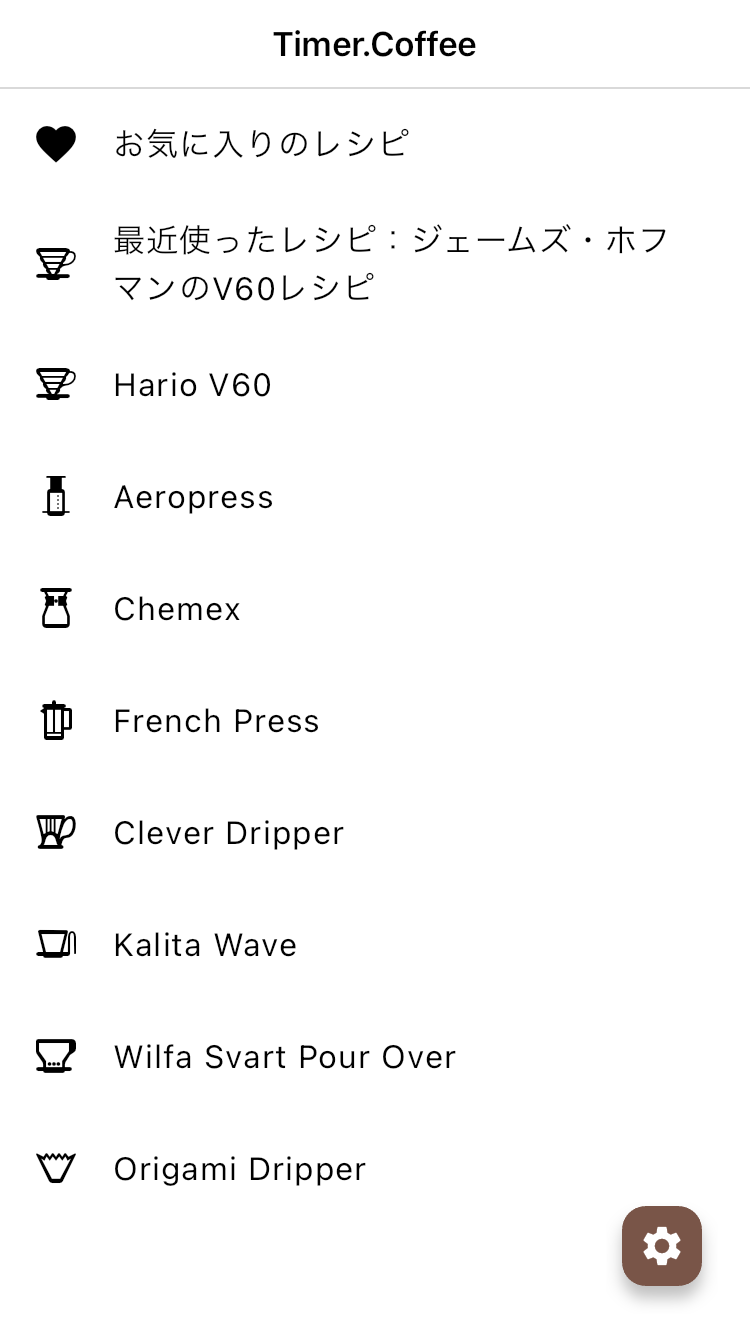 Timer.Coffee
お気に入りのレシピ
最近使ったレシピ：ジェームズ・ホフ
マンのV60レシピ
Hario V60
Aeropress
Chemex
French Press
Clever Dripper
Kalita Wave
Wilfa Svart Pour Over
Origami Dripper